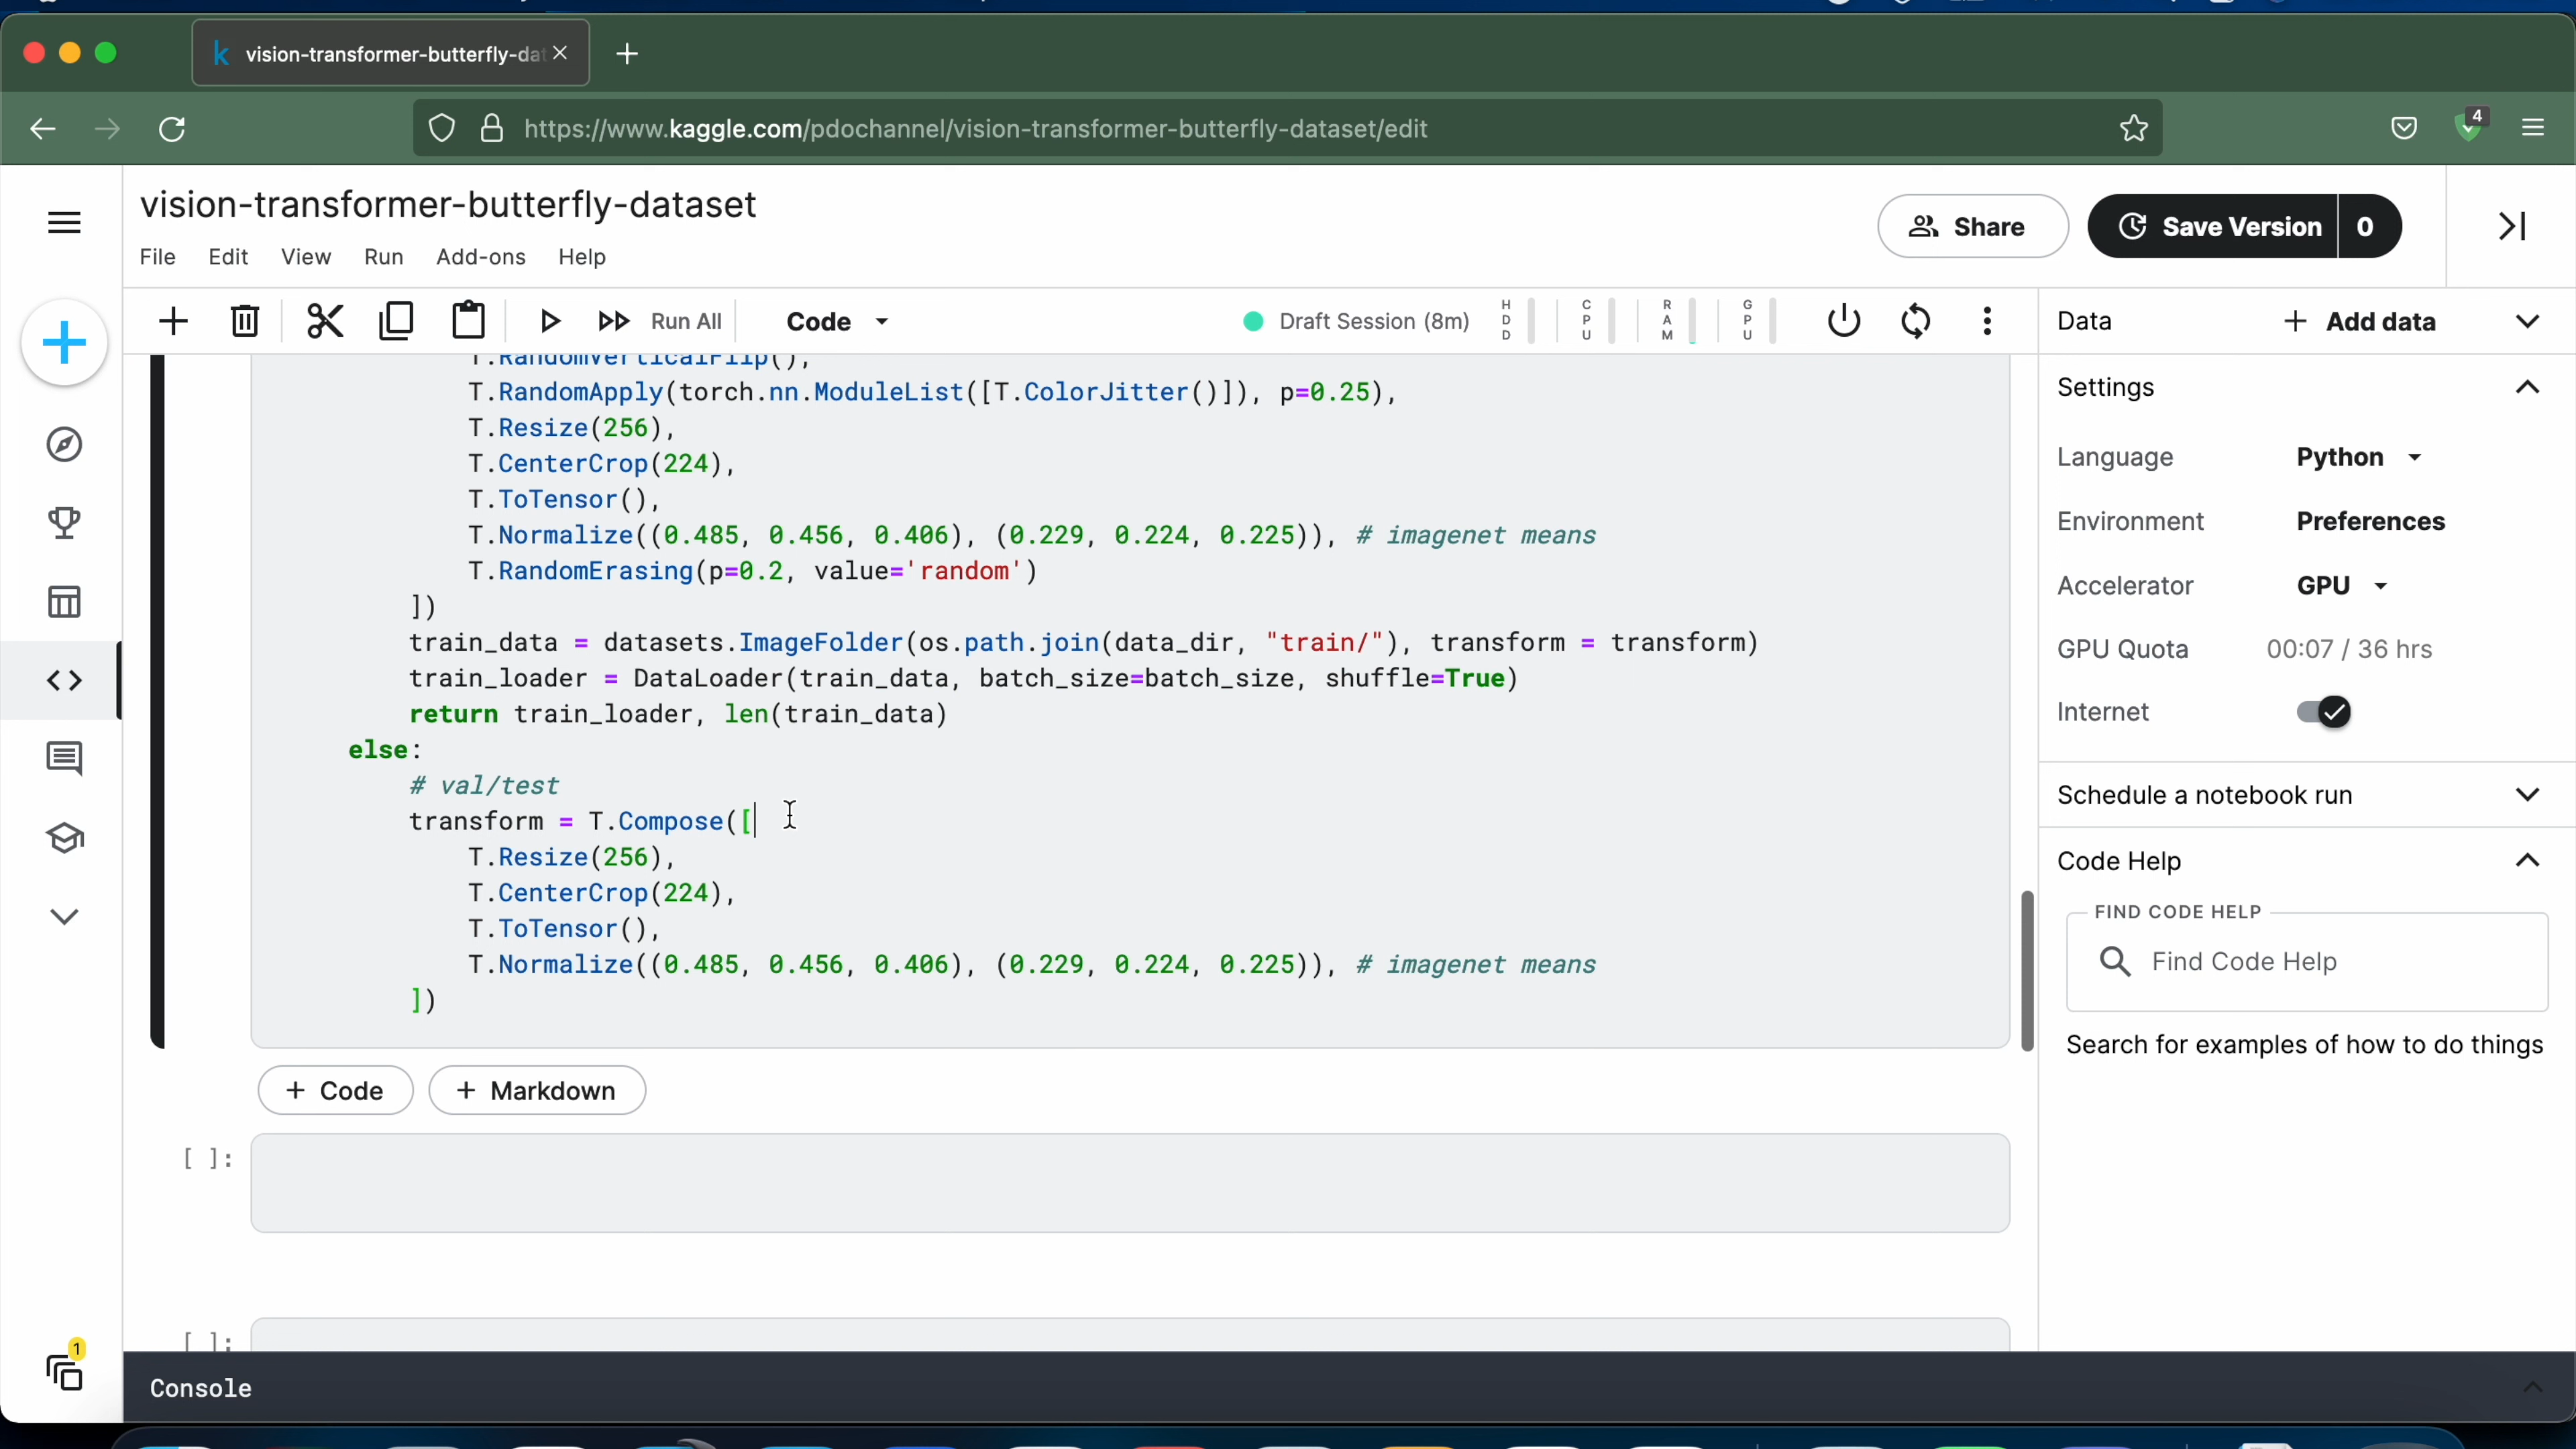 vision-transformer-butterfly-dat
https://www.kaggle.com/pdochannel/vision-transformer-butterfly-dataset/edit
4
vision-transformer-butterfly-dataset
Share
Save Version
0
File Edit View Run Add-ons Help
Run All
Code
Draft Session (8m)
HDD
CPU
RAM
GPU
Data
+ Add data
T.RandomVerticalFlip(),
T.RandomApply(torch.nn.ModuleList([T.ColorJitter()]), p=0.25),
T.Resize(256),
T.CenterCrop(224),
T.ToTensor(),
T.Normalize((0.485, 0.456, 0.406), (0.229, 0.224, 0.225)), # imagenet means
T.RandomErasing(p=0.2, value='random')
])
train_data = datasets.ImageFolder(os.path.join(data_dir, "train/"), transform = transform)
train_loader = DataLoader(train_data, batch_size=batch_size, shuffle=True)
return train_loader, len(train_data)
else:
# val/test
transform = T.Compose([
T.Resize(256),
T.CenterCrop(224),
T.ToTensor(),
T.Normalize((0.485, 0.456, 0.406), (0.229, 0.224, 0.225)), # imagenet means
])
+ Code
+ Markdown
[ ]:
[ ]:
Settings
Language Python
Environment Preferences
Accelerator GPU
GPU Quota 00:07 / 36 hrs
Internet
Schedule a notebook run
Code Help
FIND CODE HELP
Find Code Help
Search for examples of how to do things
1
Console